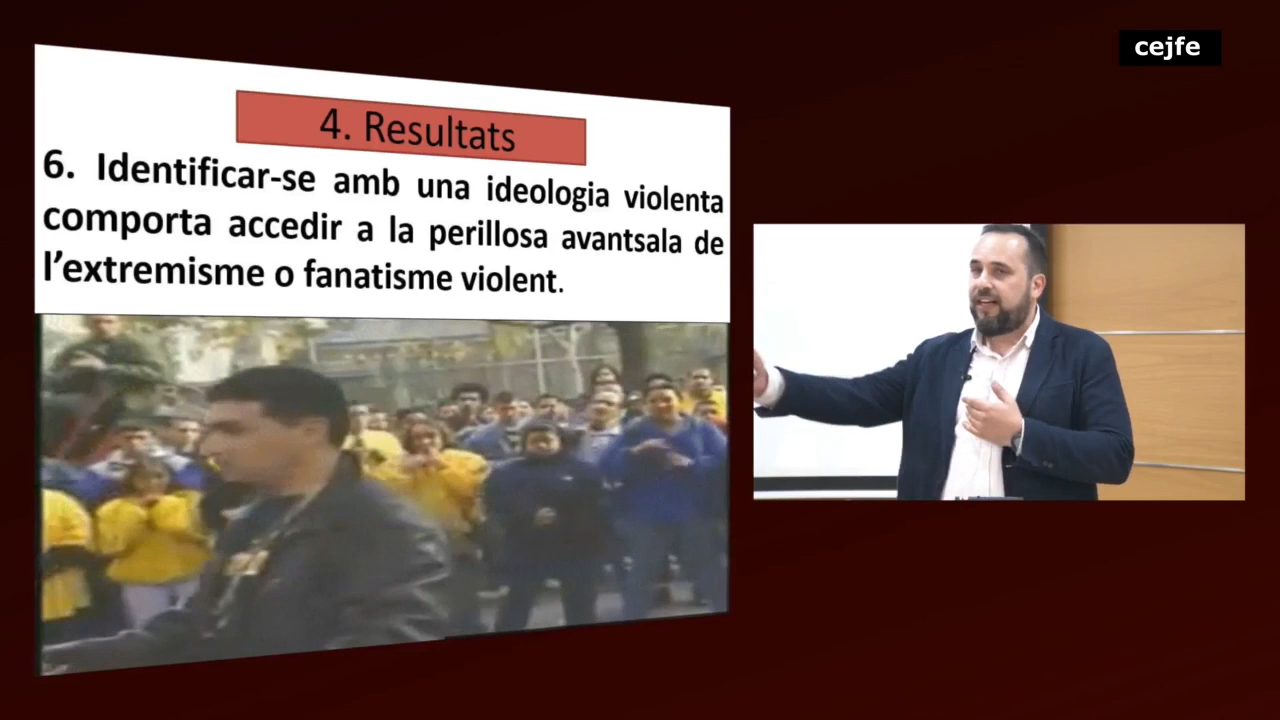 cejfe
4. Resultats
6. Identificar-se amb una ideologia violenta
comporta accedir a la perillosa avantsala de
l’extremisme o fanatisme violent.